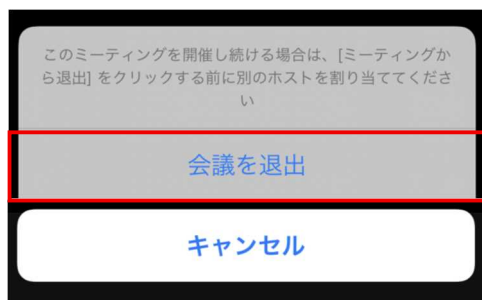 このミーティングを開催し続ける場合は、[ミーティングか
ら退出] をクリックする前に別のホストを割り当ててくださ
い
会議を退出
キャンセル